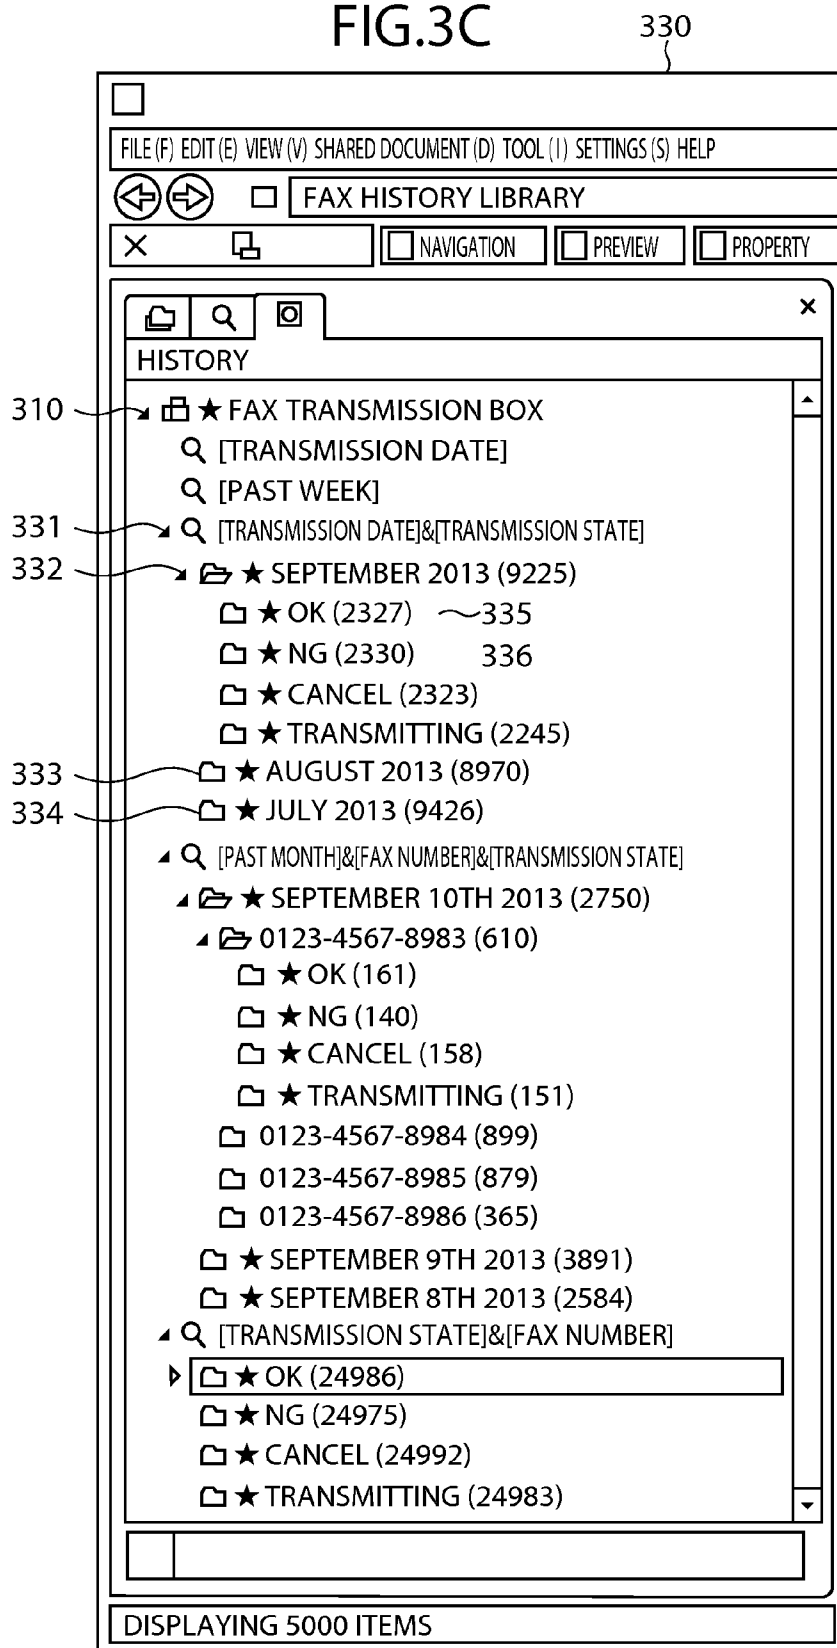 FIG.3C
330
FILE (F) EDIT (E) VIEW (V) SHARED DOCUMENT (D) TOOL (I) SETTINGS (S) HELP
FAX HISTORY LIBRARY
NAVIGATION PREVIEW PROPERTY
HISTORY
310 ★ FAX TRANSMISSION BOX
[TRANSMISSION DATE]
[PAST WEEK]
331 [TRANSMISSION DATE]&[TRANSMISSION STATE]
332 ★ SEPTEMBER 2013 (9225)
★ OK (2327) 335
★ NG (2330) 336
★ CANCEL (2323)
★ TRANSMITTING (2245)
333 ★ AUGUST 2013 (8970)
334 ★ JULY 2013 (9426)
[PAST MONTH]&[FAX NUMBER]&[TRANSMISSION STATE]
★ SEPTEMBER 10TH 2013 (2750)
0123-4567-8983 (610)
★ OK (161)
★ NG (140)
★ CANCEL (158)
★ TRANSMITTING (151)
0123-4567-8984 (899)
0123-4567-8985 (879)
0123-4567-8986 (365)
★ SEPTEMBER 9TH 2013 (3891)
★ SEPTEMBER 8TH 2013 (2584)
[TRANSMISSION STATE]&[FAX NUMBER]
★ OK (24986)
★ NG (24975)
★ CANCEL (24992)
★ TRANSMITTING (24983)
DISPLAYING 5000 ITEMS